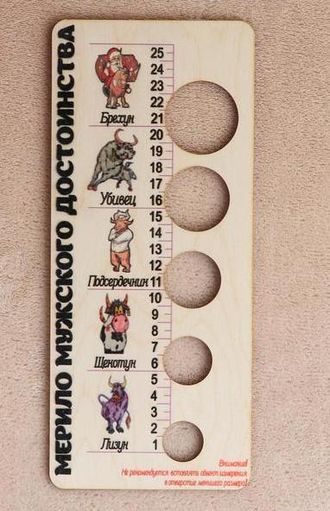 МЕРИЛО МУЖСКОГО ДОСТОИНСТВА
25
24
23
22
Брехун 21
20
19
18
17
Убивец 16
15
14
13
12
Подсердечник 11
10
9
8
7
Щекотун 6
5
4
3
2
Лизун 1
Внимание!
Не рекомендуется вставлять объект измерения
в отверстие меньшего размера!